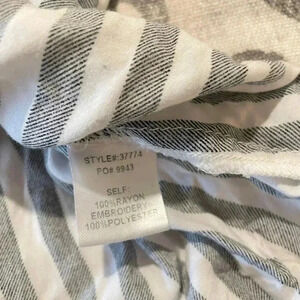 STYLE#:37774
PO# 9943
SELF:
100%RAYON
EMBROIDERY:
100%POLYESTER